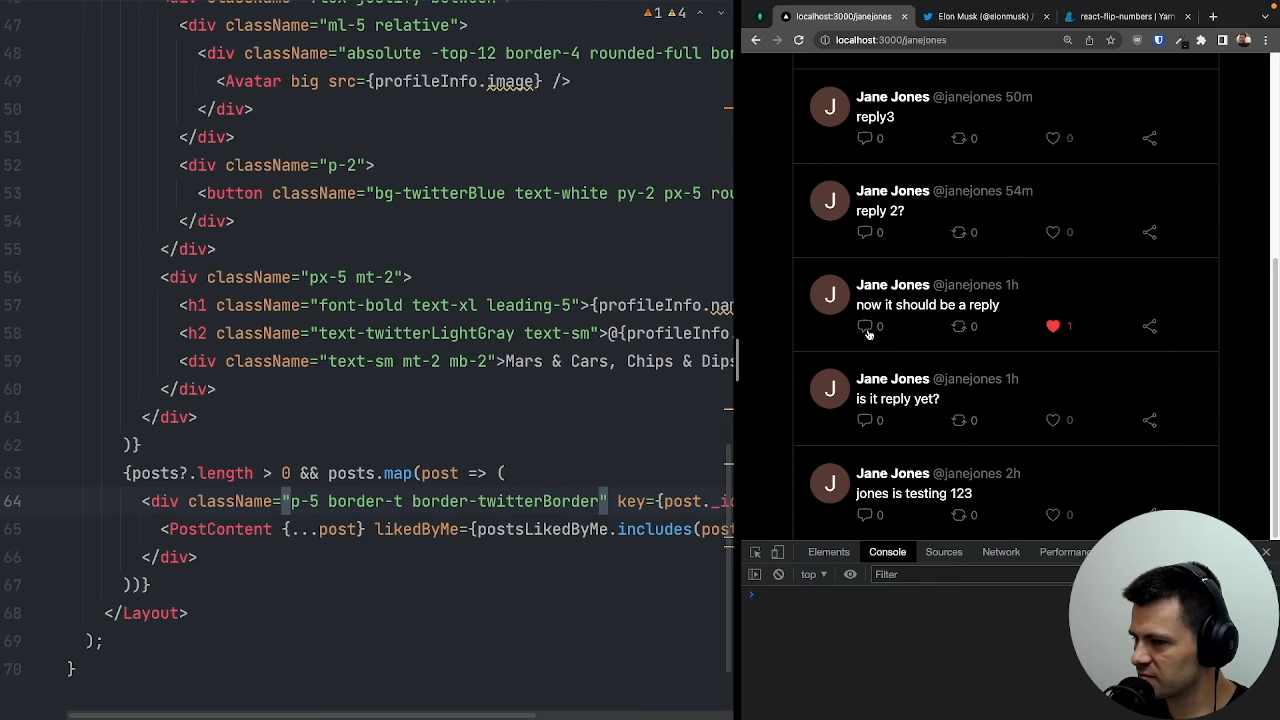 47
<div className="ml-5 relative">
48
<div className="absolute -top-12 border-4 rounded-full bor
49
<Avatar big src={profileInfo.image} />
50
</div>
51
</div>
52
<div className="p-2">
53
<button className="bg-twitterBlue text-white py-2 px-5 rou
54
</div>
55
</div>
56
<div className="px-5 mt-2">
57
<h1 className="font-bold text-xl leading-5">{profileInfo.nam
58
<h2 className="text-twitterLightGray text-sm">@{profileInfo.
59
<div className="text-sm mt-2 mb-2">Mars & Cars, Chips & Dips
60
</div>
61
</div>
62
)}
63
{posts?.length > 0 && posts.map(post => (
64
<div className="p-5 border-t border-twitterBorder" key={post._id
65
<PostContent {...post} likedByMe={postsLikedByMe.includes(post
66
</div>
67
))}
68
</Layout>
69
);
70
}
1 4
localhost:3000/janejones
Elon Musk (@elonmusk) /
react-flip-numbers | Yarn
localhost:3000/janejones
Jane Jones @janejones 50m
J
reply3
0 0 0
Jane Jones @janejones 54m
J
reply 2?
0 0 0
Jane Jones @janejones 1h
J
now it should be a reply
0 0 1
Jane Jones @janejones 1h
J
is it reply yet?
0 0 0
Jane Jones @janejones 2h
J
jones is testing 123
0 0 0
Elements Console Sources Network Performanc
top Filter